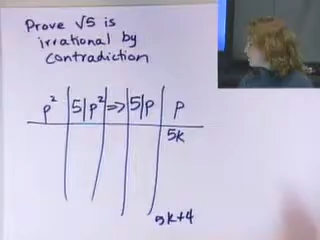 Prove √5 is
irrational by
contradiction
p² | 5|p² => | 5|p | p
5k
5k+4